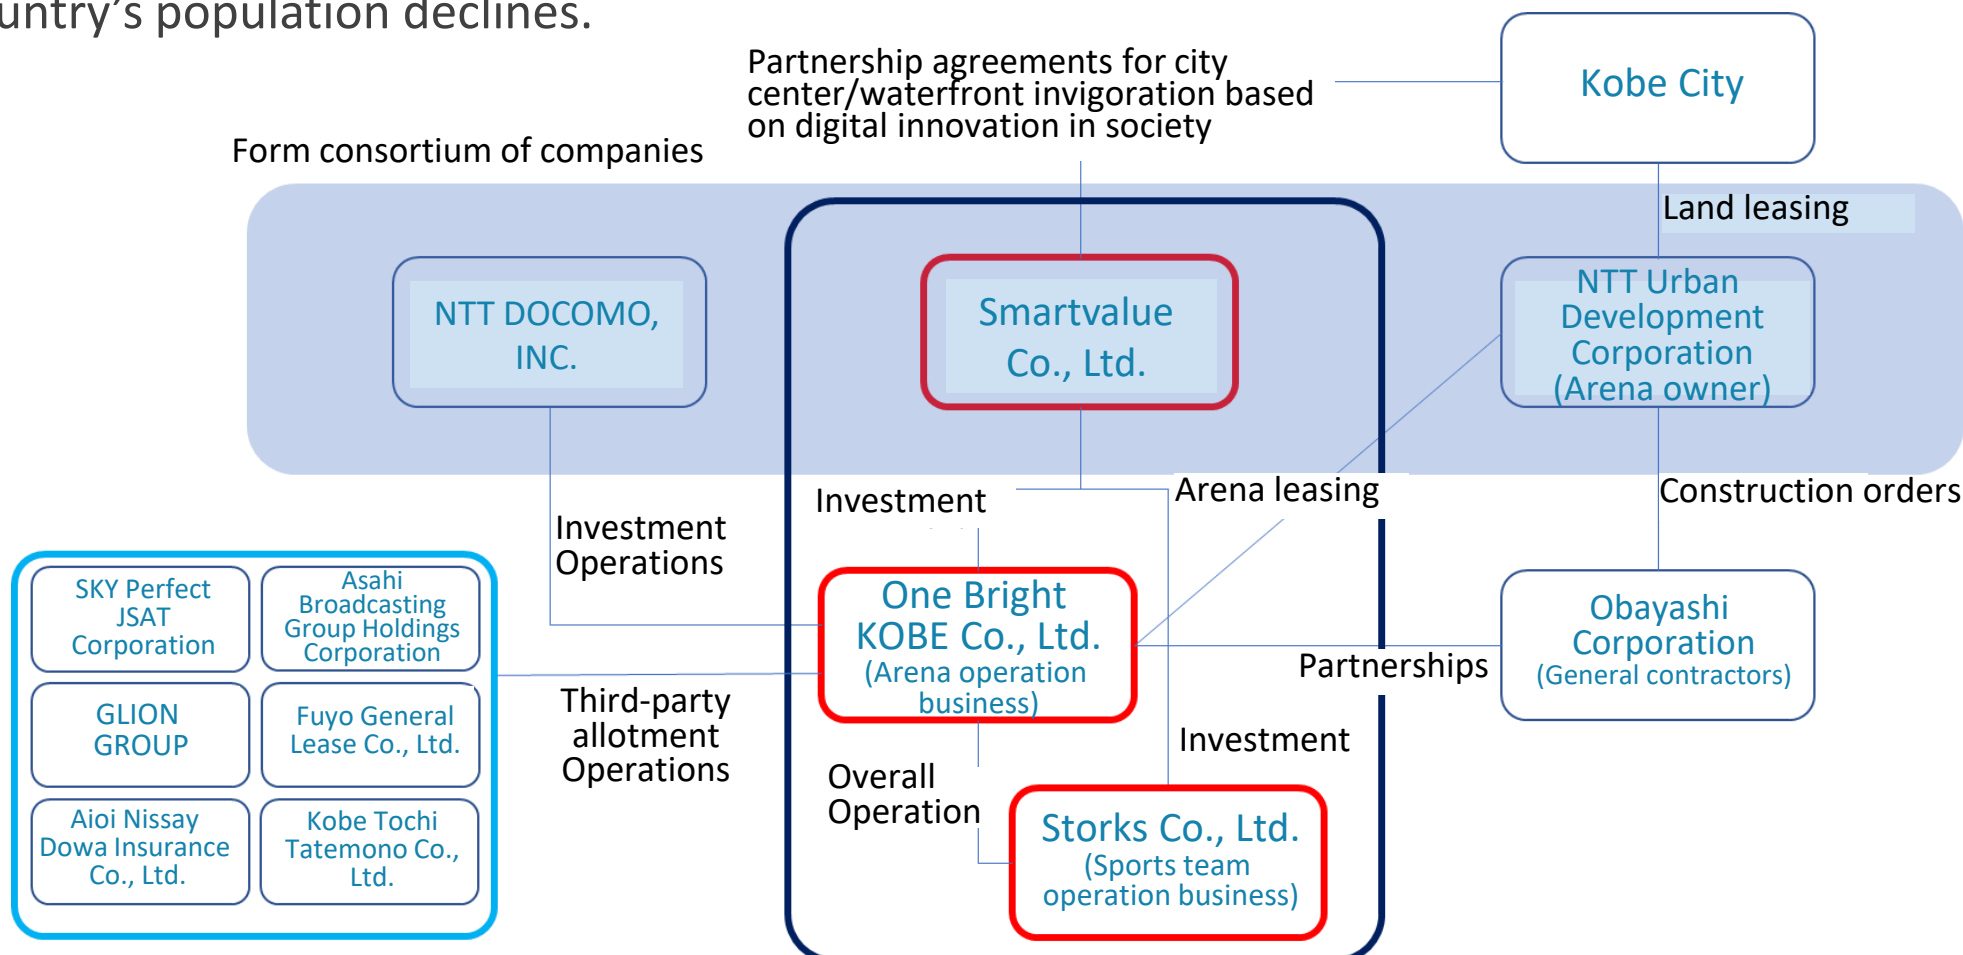 ountry's population declines.
Partnership agreements for city
center/waterfront invigoration based
on digital innovation in society
Kobe City
Form consortium of companies
Land leasing
NTT DOCOMO,
INC.
Smartvalue
Co., Ltd.
NTT Urban
Development
Corporation
(Arena owner)
Investment
Operations
Investment
Arena leasing
Construction orders
SKY Perfect
JSAT
Corporation
Asahi
Broadcasting
Group Holdings
Corporation
GLION
GROUP
Fuyo General
Lease Co., Ltd.
Aioi Nissay
Dowa Insurance
Co., Ltd.
Kobe Tochi
Tatemono Co.,
Ltd.
Third-party
allotment
Operations
One Bright
KOBE Co., Ltd.
(Arena operation
business)
Partnerships
Obayashi
Corporation
(General contractors)
Investment
Overall
Operation
Storks Co., Ltd.
(Sports team
operation business)